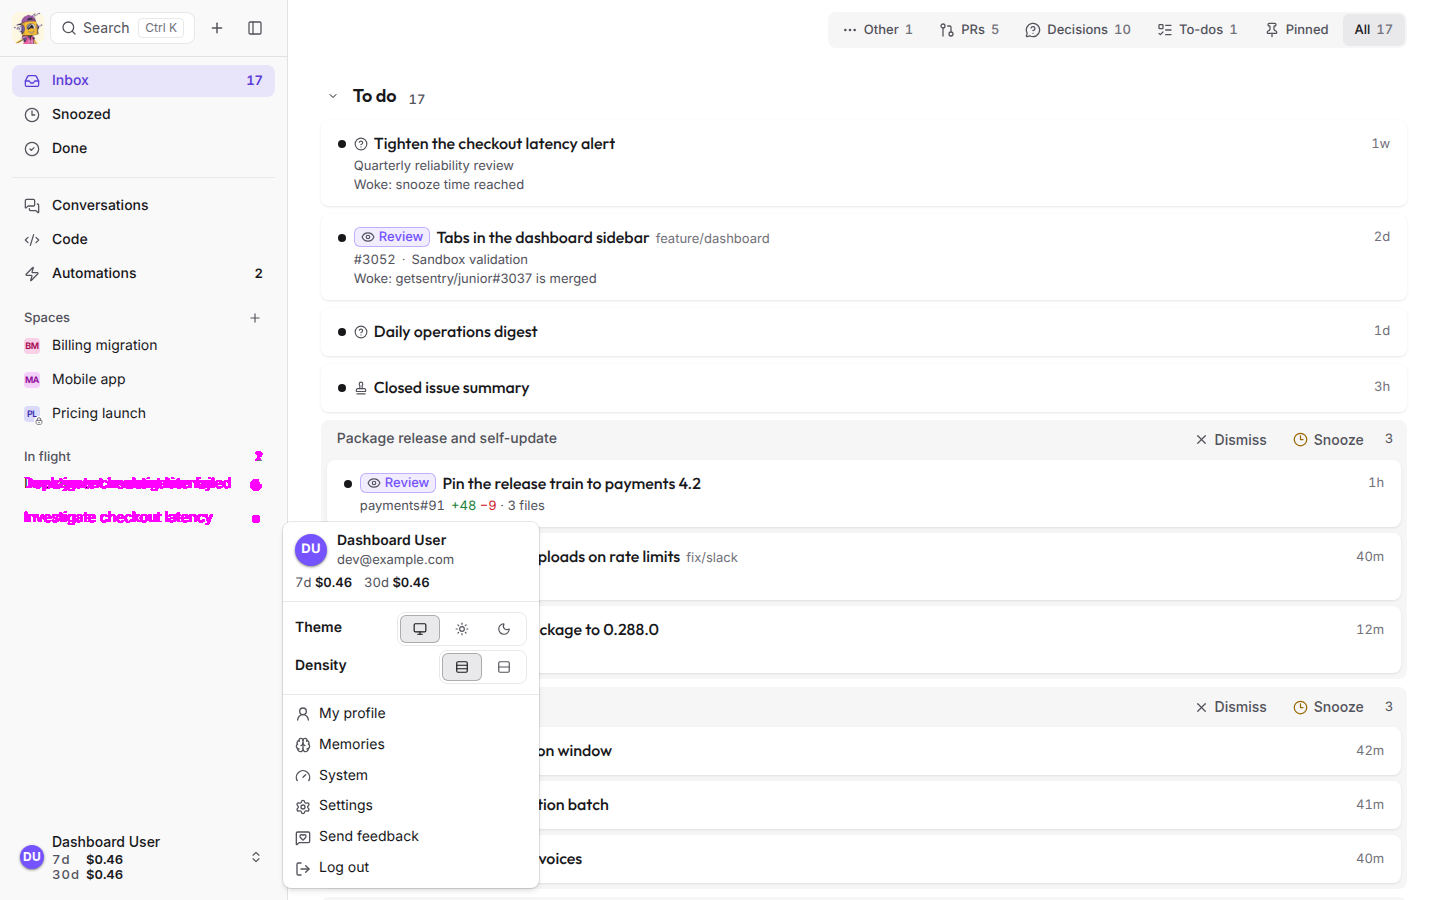 Search Ctrl K
Inbox 17
Snoozed
Done
Conversations
Code
Automations 2
Spaces
BM Billing migration
MA Mobile app
PL Pricing launch
In flight
Investigate checkout latency
DU Dashboard User
7d $0.46
30d $0.46
Other 1 PRs 5 Decisions 10 To-dos 1 Pinned All 17
To do 17
Tighten the checkout latency alert 1w
Quarterly reliability review
Woke: snooze time reached
Review Tabs in the dashboard sidebar feature/dashboard 2d
#3052 · Sandbox validation
Woke: getsentry/junior#3037 is merged
Daily operations digest 1d
Closed issue summary 3h
Package release and self-update Dismiss Snooze 3
Review Pin the release train to payments 4.2 1h
payments#91 +48 −9 · 3 files
ploads on rate limits fix/slack 40m
ckage to 0.288.0 12m
Dismiss Snooze 3
on window 42m
tion batch 41m
voices 40m
DU Dashboard User
dev@example.com
7d $0.46 30d $0.46
Theme
Density
My profile
Memories
System
Settings
Send feedback
Log out